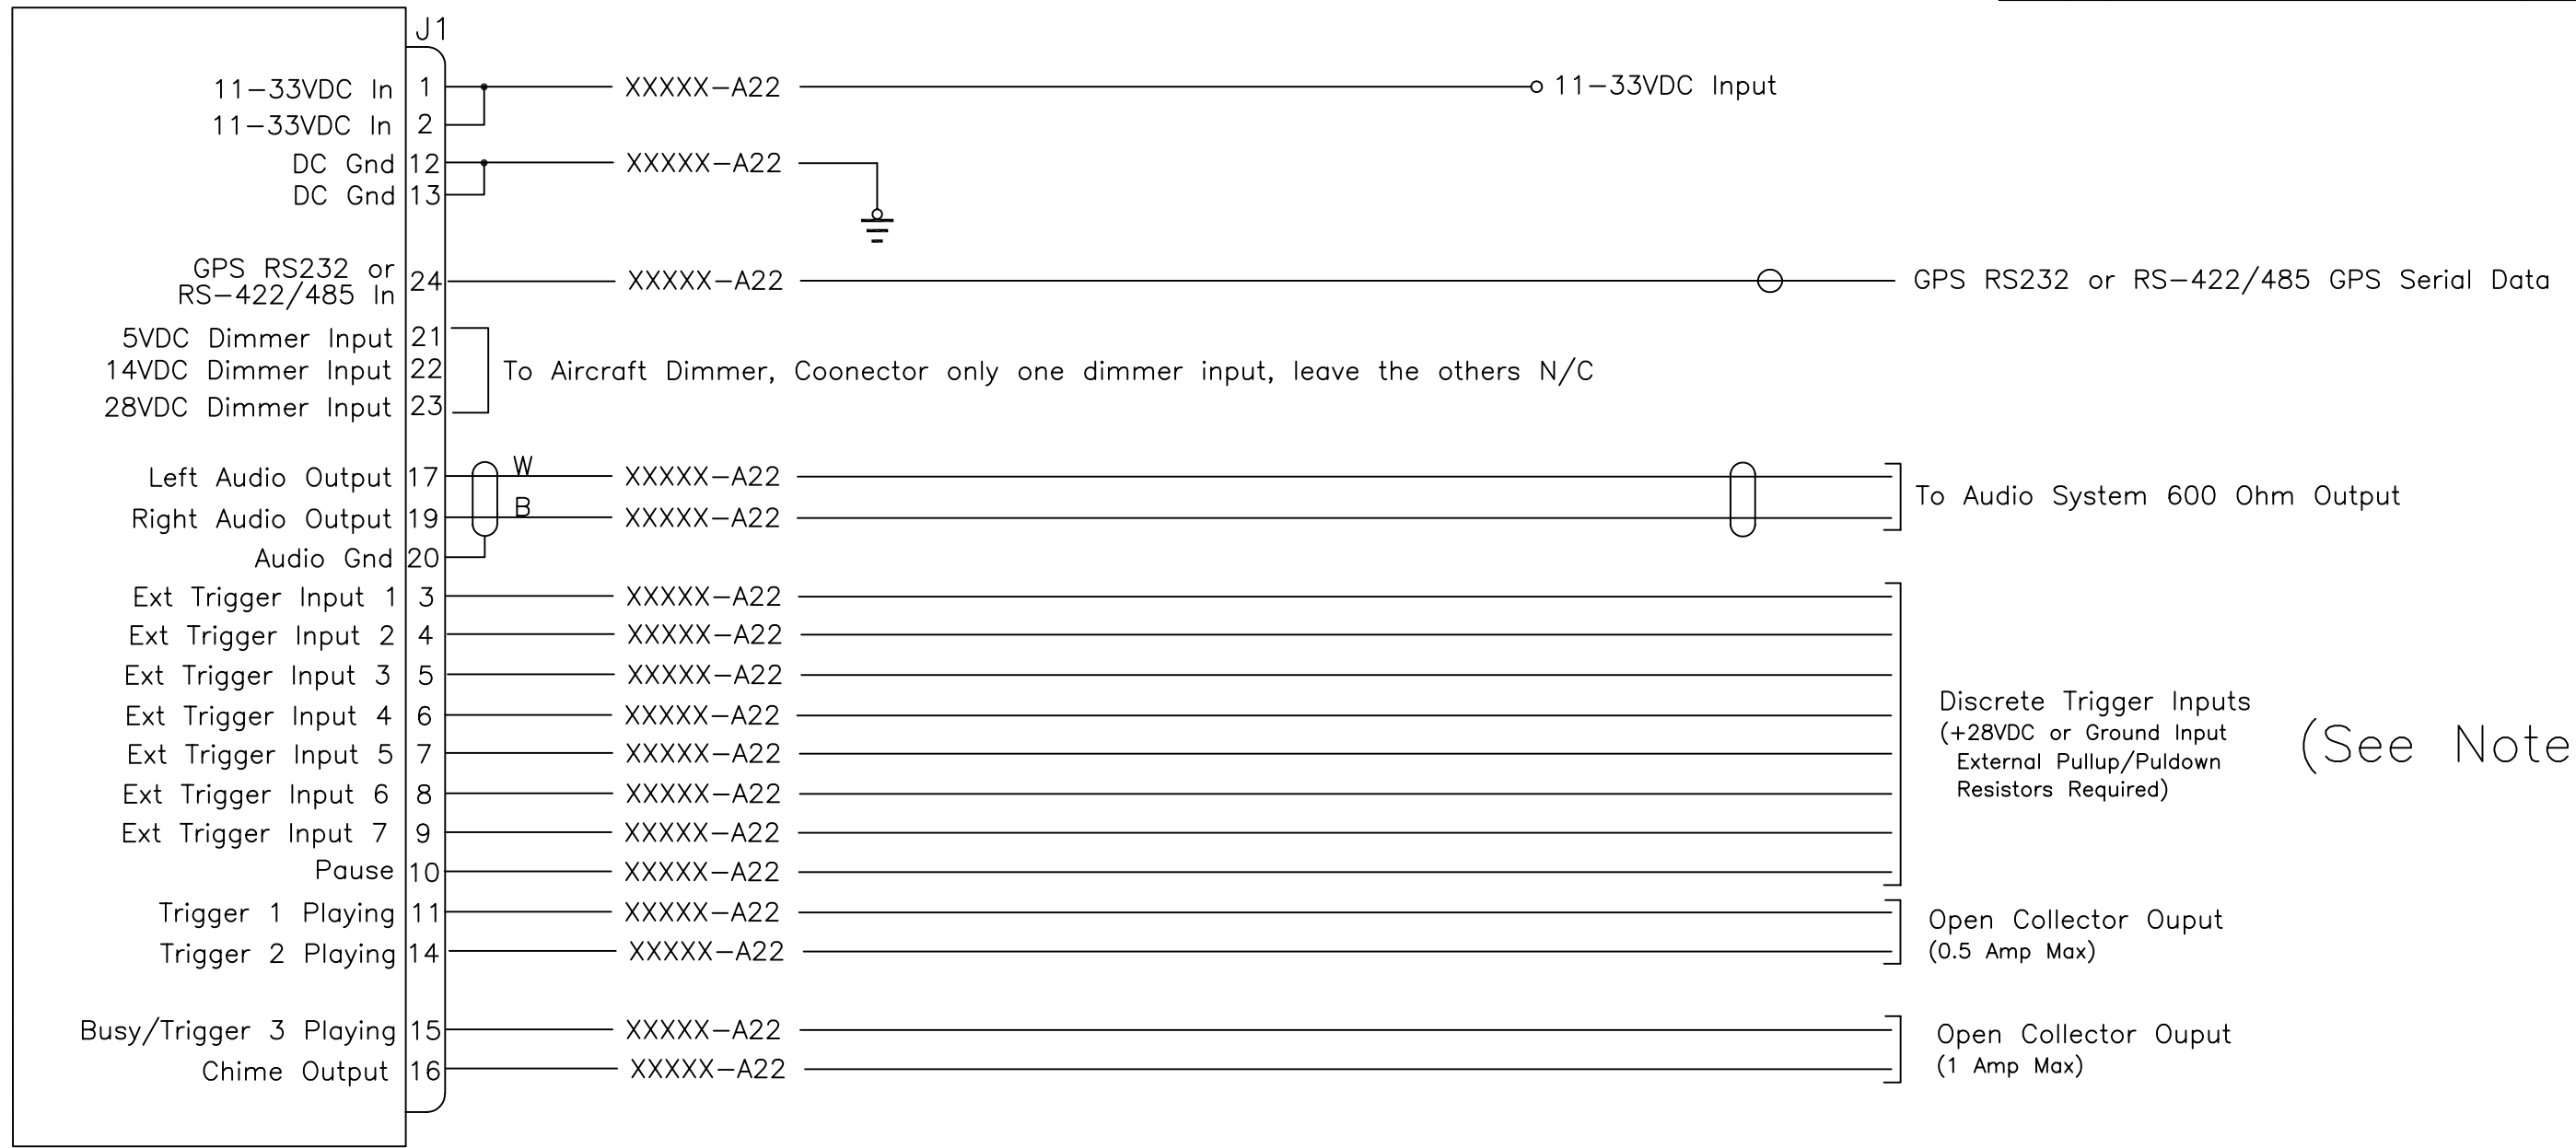 J1
11-33VDC In 1 XXXXX-A22 11-33VDC Input
11-33VDC In 2
DC Gnd 12 XXXXX-A22
DC Gnd 13
GPS RS232 or
RS-422/485 In 24 XXXXX-A22 GPS RS232 or RS-422/485 GPS Serial Data
5VDC Dimmer Input 21
14VDC Dimmer Input 22 To Aircraft Dimmer, Coonector only one dimmer input, leave the others N/C
28VDC Dimmer Input 23
Left Audio Output 17 W XXXXX-A22
To Audio System 600 Ohm Output
Right Audio Output 19 B XXXXX-A22
Audio Gnd 20
Ext Trigger Input 1 3 XXXXX-A22
Ext Trigger Input 2 4 XXXXX-A22
Ext Trigger Input 3 5 XXXXX-A22
Ext Trigger Input 4 6 XXXXX-A22
Ext Trigger Input 5 7 XXXXX-A22
Ext Trigger Input 6 8 XXXXX-A22
Ext Trigger Input 7 9 XXXXX-A22
Pause 10 XXXXX-A22
Discrete Trigger Inputs
(+28VDC or Ground Input
External Pullup/Puldown
Resistors Required)
(See Note
Trigger 1 Playing 11 XXXXX-A22
Trigger 2 Playing 14 XXXXX-A22
Open Collector Ouput
(0.5 Amp Max)
Busy/Trigger 3 Playing 15 XXXXX-A22
Chime Output 16 XXXXX-A22
Open Collector Ouput
(1 Amp Max)